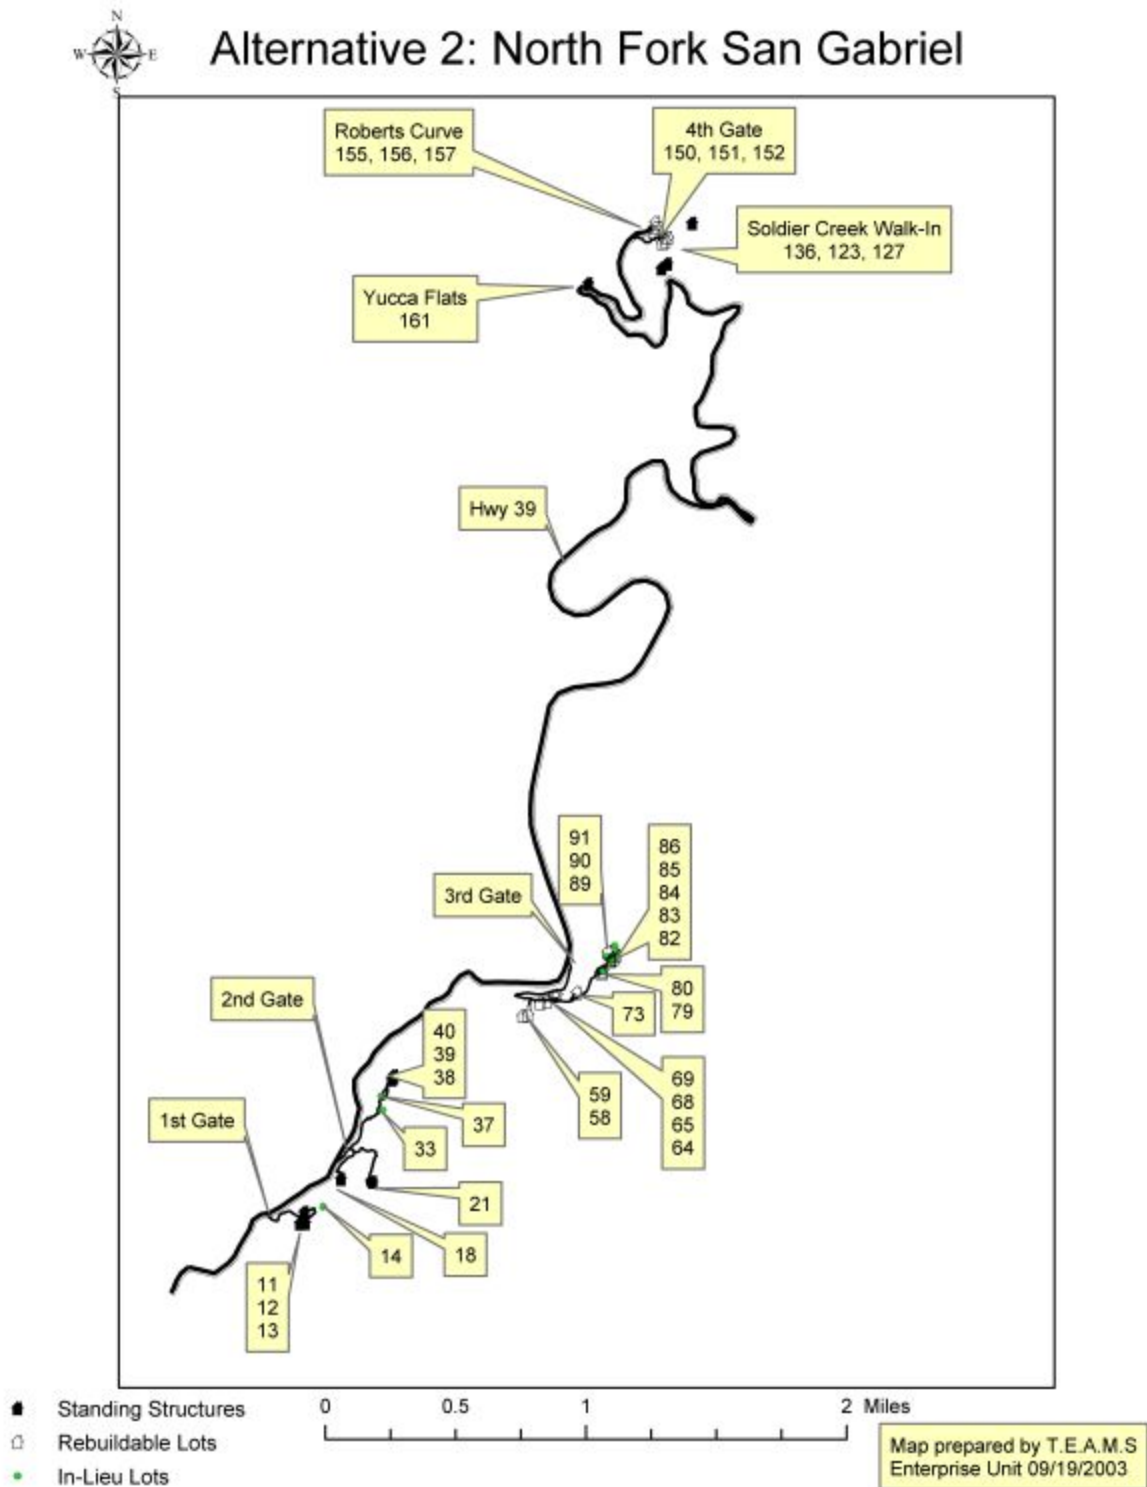 N
W E
S
Alternative 2: North Fork San Gabriel
Roberts Curve
155, 156, 157
4th Gate
150, 151, 152
Soldier Creek Walk-In
136, 123, 127
Yucca Flats
161
Hwy 39
91
90
89
86
85
84
83
82
3rd Gate
80
79
73
2nd Gate
40
39
38
59
58
69
68
65
64
37
33
1st Gate
21
18
14
11
12
13
Standing Structures
Rebuildable Lots
In-Lieu Lots
0 0.5 1 2 Miles
Map prepared by T.E.A.M.S
Enterprise Unit 09/19/2003